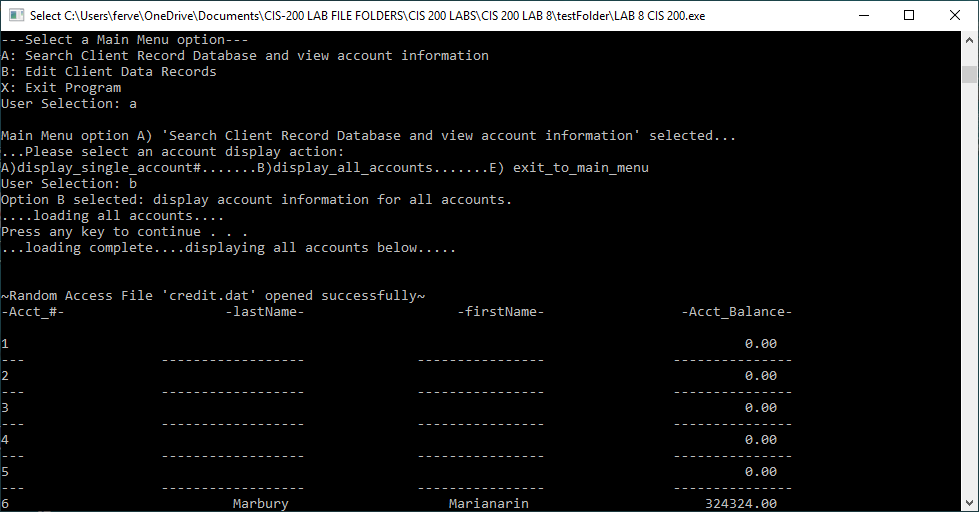 Select C:\Users\ferve\OneDrive\Documents\CIS-200 LAB FILE FOLDERS\CIS 200 LABS\CIS 200 LAB 8\testFolder\LAB 8 CIS 200.exe
---Select a Main Menu option---
A: Search Client Record Database and view account information
B: Edit Client Data Records
X: Exit Program
User Selection: a
Main Menu option A) 'Search Client Record Database and view account information' selected...
...Please select an account display action:
A)display_single_account#.......B)display_all_accounts.......E) exit_to_main_menu
User Selection: b
Option B selected: display account information for all accounts.
....loading all accounts....
Press any key to continue . . .
...loading complete....displaying all accounts below.....
~Random Access File 'credit.dat' opened successfully~
-Acct_#- -lastName- -firstName- -Acct_Balance-
1 0.00
--- ------------------ ---------------- ---------------
2 0.00
--- ------------------ ---------------- ---------------
3 0.00
--- ------------------ ---------------- ---------------
4 0.00
--- ------------------ ---------------- ---------------
5 0.00
--- ------------------ ---------------- ---------------
6 Marbury Marianarin 324324.00